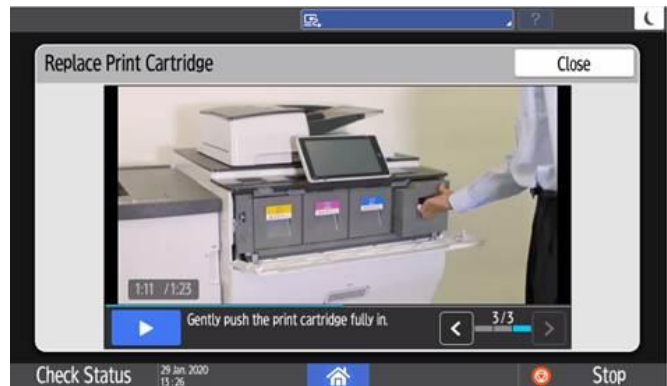 ?
Replace Print Cartridge
Close
1:11 /1:23
Gently push the print cartridge fully in.
3/3
Check Status
29 Jan. 2020
13:26
Stop